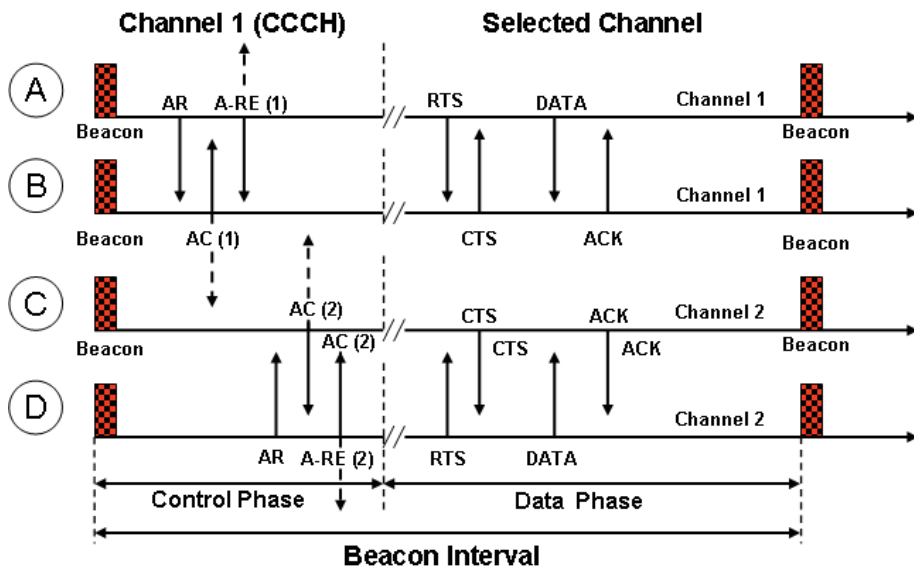 Channel 1 (CCCH) Selected Channel
A
AR A-RE (1) RTS DATA Channel 1
Beacon Beacon
B
Channel 1
Beacon AC (1) CTS ACK Beacon
C
AC (2) CTS ACK Channel 2
Beacon AC (2) CTS ACK Beacon
D
Channel 2
AR A-RE (2) RTS DATA
Control Phase Data Phase
Beacon Interval